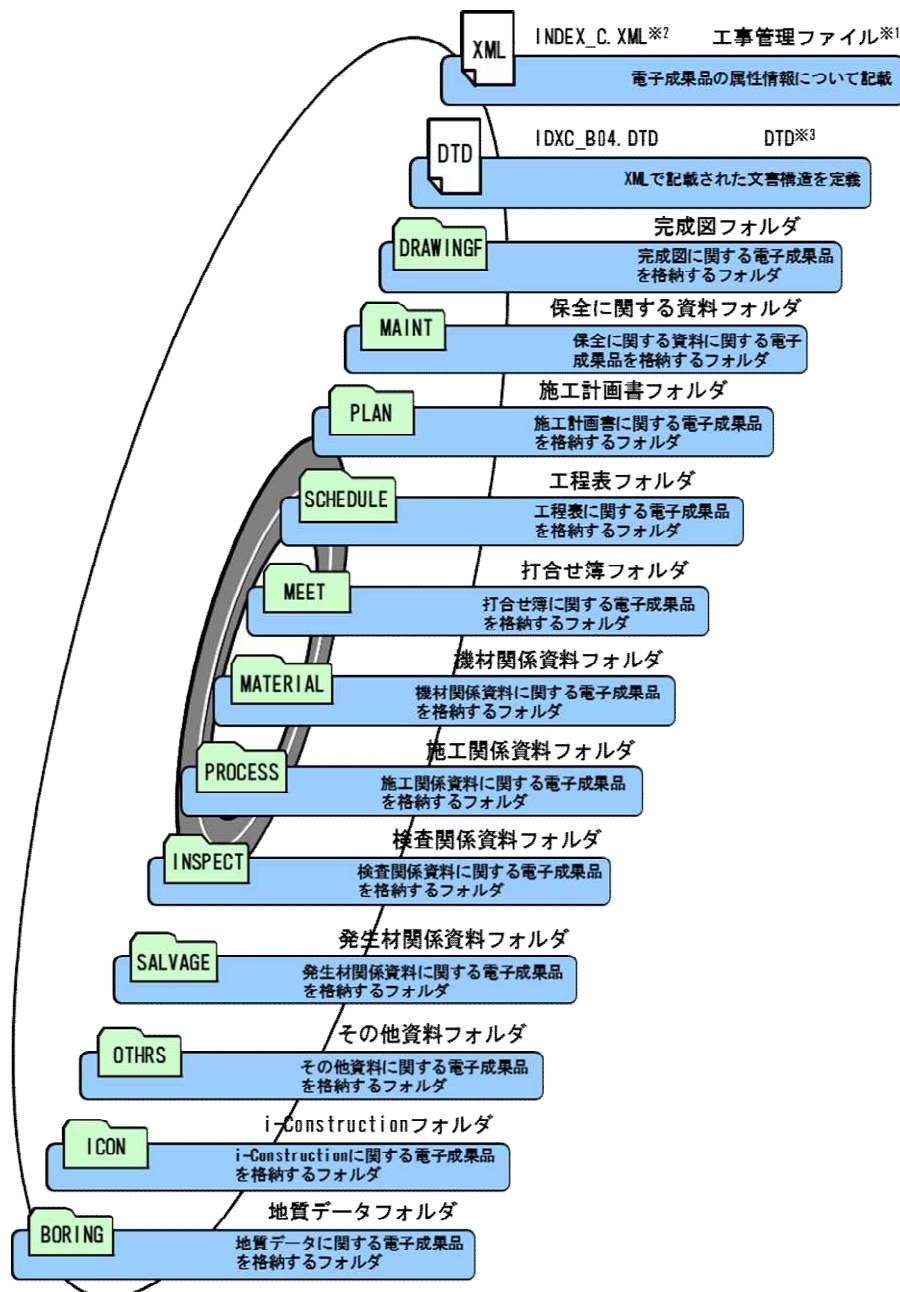 XML
INDEX_C.XML※2 工事管理ファイル※1
電子成果品の属性情報について記載
DTD
IDXC_B04.DTD DTD※3
XMLで記載された文書構造を定義
完成図フォルダ
DRAWINGF
完成図に関する電子成果品
を格納するフォルダ
保全に関する資料フォルダ
MAINT
保全に関する資料に関する電子
成果品を格納するフォルダ
施工計画書フォルダ
PLAN
施工計画書に関する電子成果品
を格納するフォルダ
工程表フォルダ
SCHEDULE
工程表に関する電子成果品
を格納するフォルダ
打合せ簿フォルダ
MEET
打合せ簿に関する電子成果品
を格納するフォルダ
機材関係資料フォルダ
MATERIAL
機材関係資料に関する電子成果品
を格納するフォルダ
施工関係資料フォルダ
PROCESS
施工関係資料に関する電子成果品
を格納するフォルダ
検査関係資料フォルダ
INSPECT
検査関係資料に関する電子成果品
を格納するフォルダ
発生材関係資料フォルダ
SALVAGE
発生材関係資料に関する電子成果品
を格納するフォルダ
その他資料フォルダ
OTHRS
その他資料に関する電子成果品
を格納するフォルダ
i-Constructionフォルダ
ICON
i-Constructionに関する電子成果品
を格納するフォルダ
地質データフォルダ
BORING
地質データに関する電子成果品
を格納するフォルダ